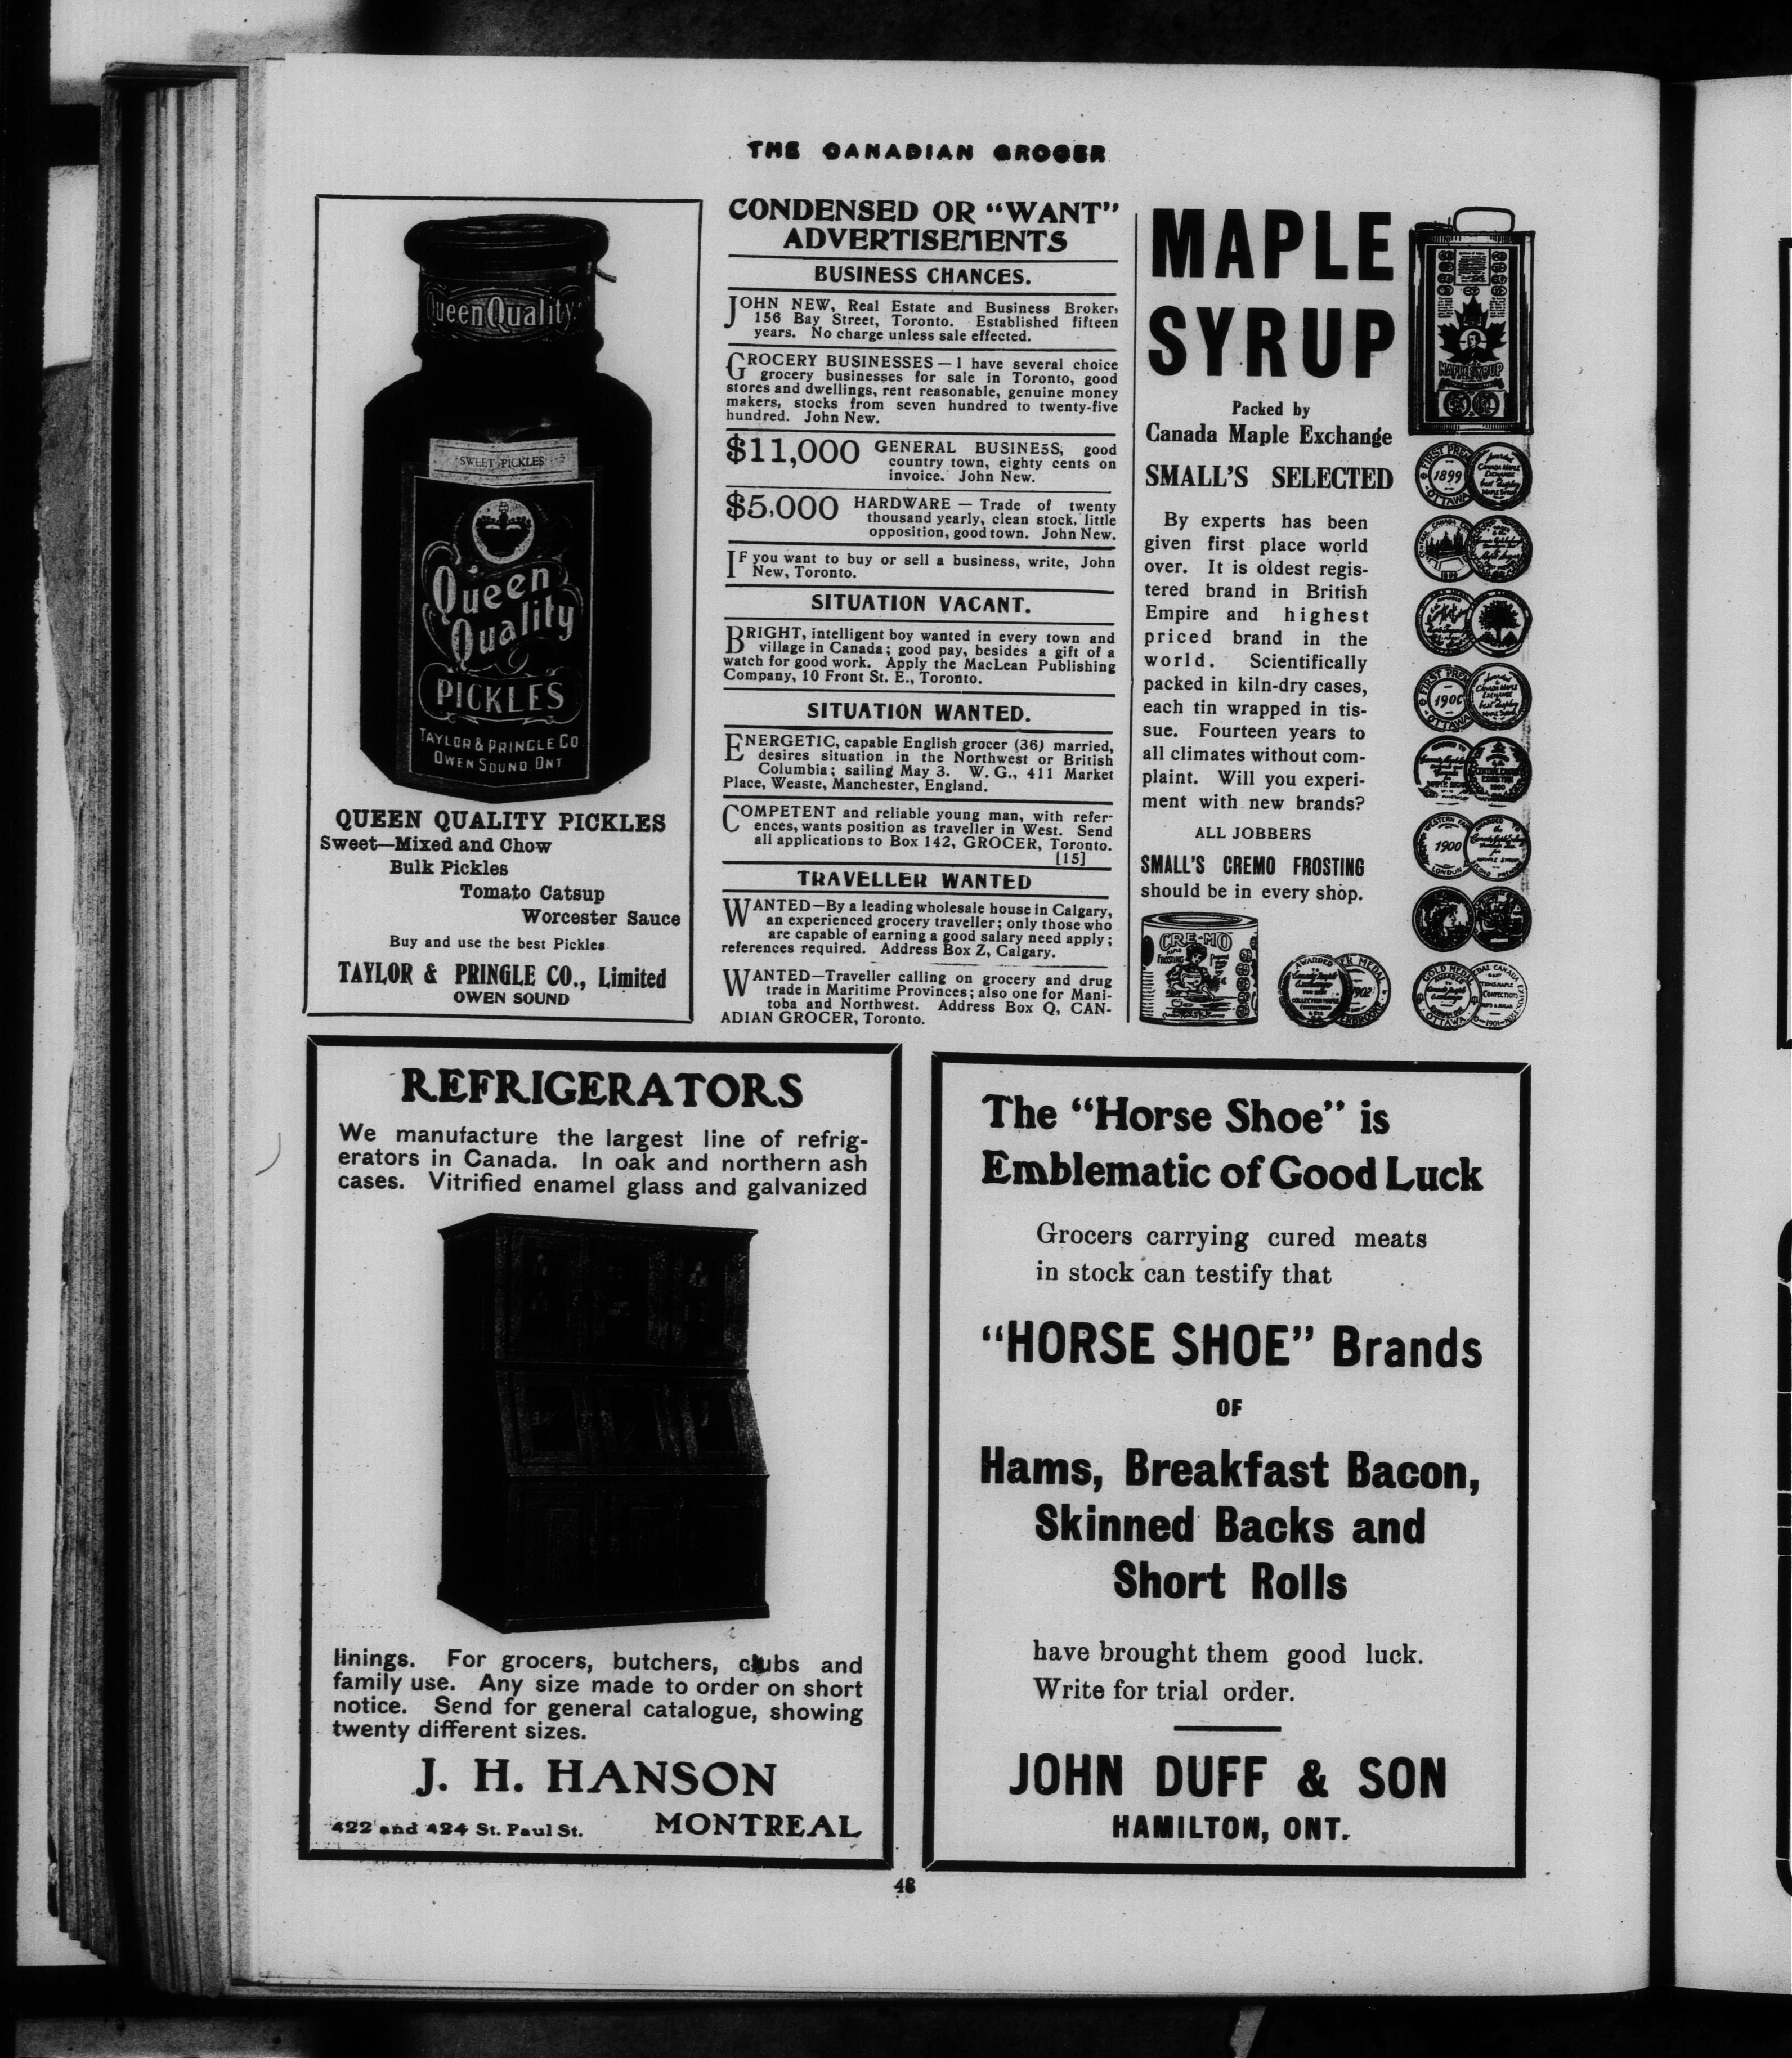 THE CANADIAN GROCER
Queen Quality
SWEET PICKLES
Queen
Quality
PICKLES
TAYLOR & PRINGLE CO
OWEN SOUND. ONT.
QUEEN QUALITY PICKLES
Sweet—Mixed and Chow
Bulk Pickles
Tomato Catsup
Worcester Sauce
Buy and use the best Pickles
TAYLOR & PRINGLE CO., Limited
OWEN SOUND
CONDENSED OR “WANT”
ADVERTISEMENTS
BUSINESS CHANCES.
JOHN NEW, Real Estate and Business Broker,
156 Bay Street, Toronto. Established fifteen
years. No charge unless sale effected.
GROCERY BUSINESSES — I have several choice
grocery businesses for sale in Toronto, good
stores and dwellings, rent reasonable, genuine money
makers, stocks from seven hundred to twenty-five
hundred. John New.
$11,000 GENERAL BUSINESS, good
country town, eighty cents on
invoice. John New.
$5,000 HARDWARE — Trade of twenty
thousand yearly, clean stock, little
opposition, good town. John New.
IF you want to buy or sell a business, write, John
New, Toronto.
SITUATION VACANT.
BRIGHT, intelligent boy wanted in every town and
village in Canada; good pay, besides a gift of a
watch for good work. Apply the MacLean Publishing
Company, 10 Front St. E., Toronto.
SITUATION WANTED.
ENERGETIC, capable English grocer (36) married,
desires situation in the Northwest or British
Columbia; sailing May 3. W. G., 411 Market
Place, Weaste, Manchester, England.
COMPETENT and reliable young man, with refer-
ences, wants position as traveller in West. Send
all applications to Box 142, GROCER, Toronto.
[15]
TRAVELLER WANTED
WANTED—By a leading wholesale house in Calgary,
an experienced grocery traveller; only those who
are capable of earning a good salary need apply;
references required. Address Box Z, Calgary.
WANTED—Traveller calling on grocery and drug
trade in Maritime Provinces; also one for Mani-
toba and Northwest. Address Box Q, CAN-
ADIAN GROCER, Toronto.
MAPLE
SYRUP
Packed by
Canada Maple Exchange
SMALL'S SELECTED
By experts has been
given first place world
over. It is oldest regis-
tered brand in British
Empire and highest
priced brand in the
world. Scientifically
packed in kiln-dry cases,
each tin wrapped in tis-
sue. Fourteen years to
all climates without com-
plaint. Will you experi-
ment with new brands?
ALL JOBBERS
SMALL'S CREMO FROSTING
should be in every shop.
CRE-MO
FROSTING
MAPLE SYRUP
1899
OTTAWA
OTTAWA
WESTERN FAIR
1900
LONDON
AWARDED
1902
GOLD MEDAL
OTTAWA
REFRIGERATORS
We manufacture the largest line of refrig-
erators in Canada. In oak and northern ash
cases. Vitrified enamel glass and galvanized
linings. For grocers, butchers, clubs and
family use. Any size made to order on short
notice. Send for general catalogue, showing
twenty different sizes.
J. H. HANSON
422 and 424 St. Paul St. MONTREAL
The “Horse Shoe” is
Emblematic of Good Luck
Grocers carrying cured meats
in stock can testify that
“HORSE SHOE” Brands
OF
Hams, Breakfast Bacon,
Skinned Backs and
Short Rolls
have brought them good luck.
Write for trial order.
JOHN DUFF & SON
HAMILTON, ONT.
48